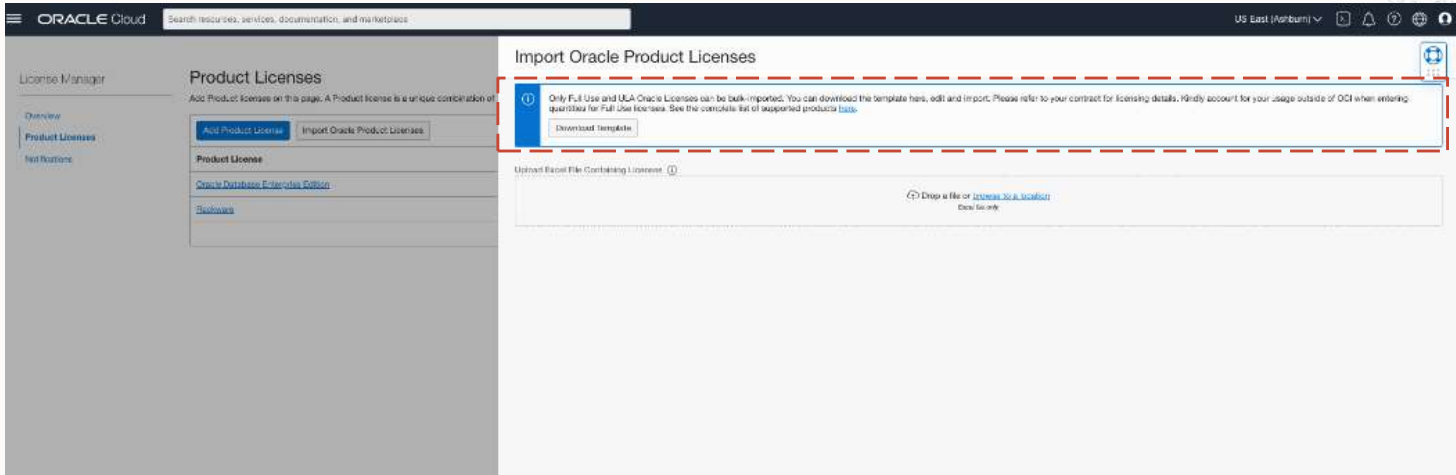 ORACLE Cloud
Search resources, services, documentation, and marketplace
US East (Ashburn)
License Manager
Overview
Product Licenses
Notifications
Product Licenses
Add Product licenses on this page. A Product license is a unique combination of
Add Product License
Import Oracle Product Licenses
Product License
Oracle Database Enterprise Edition
Rackware
Import Oracle Product Licenses
Only Full Use and ULA Oracle Licenses can be bulk-imported. You can download the template here, edit and import. Please refer to your contract for licensing details. Kindly account for your usage outside of OCI when entering
quantities for Full Use licenses. See the complete list of supported products here.
Download Template
Upload Excel File Containing Licenses
Drop a file or browse to a location
Excel file only